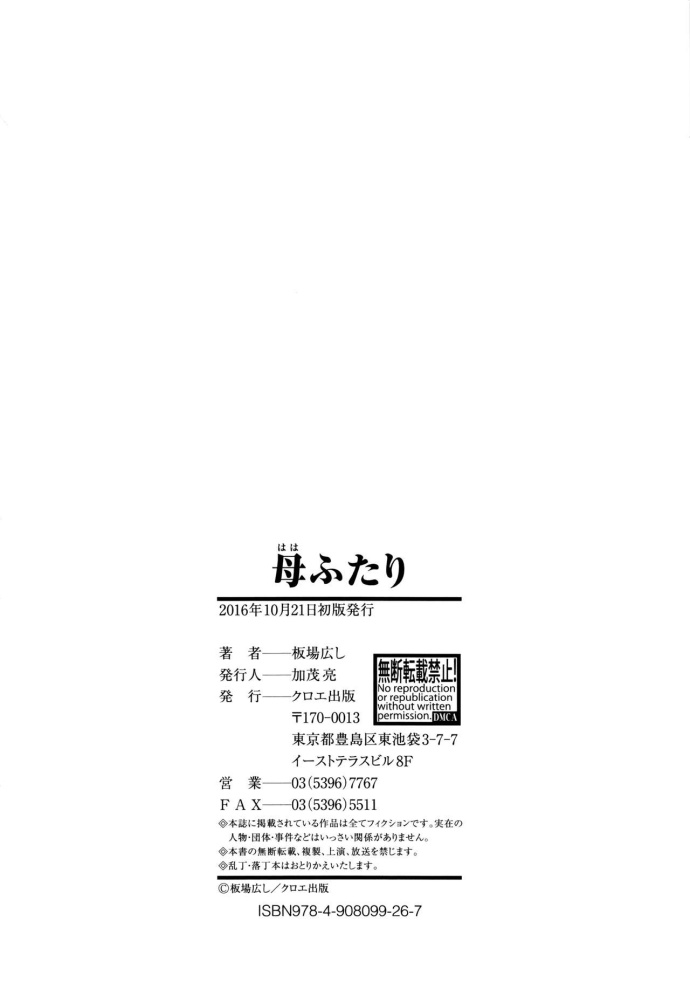 はは
母ふたり
2016年10月21日初版発行
著　者──板場広し
発行人──加茂 亮
発　行──クロエ出版
〒170-0013
東京都豊島区東池袋3-7-7
イーストテラスビル8F
営　業──03(5396)7767
ＦＡＸ──03(5396)5511
無断転載禁止!
No reproduction
or republication
without written
permission. DMCA
◈本誌に掲載されている作品は全てフィクションです。実在の
人物・団体・事件などはいっさい関係がありません。
◈本書の無断転載、複製、上演、放送を禁じます。
◈乱丁・落丁本はおとりかえいたします。
©板場広し／クロエ出版
ISBN978-4-908099-26-7